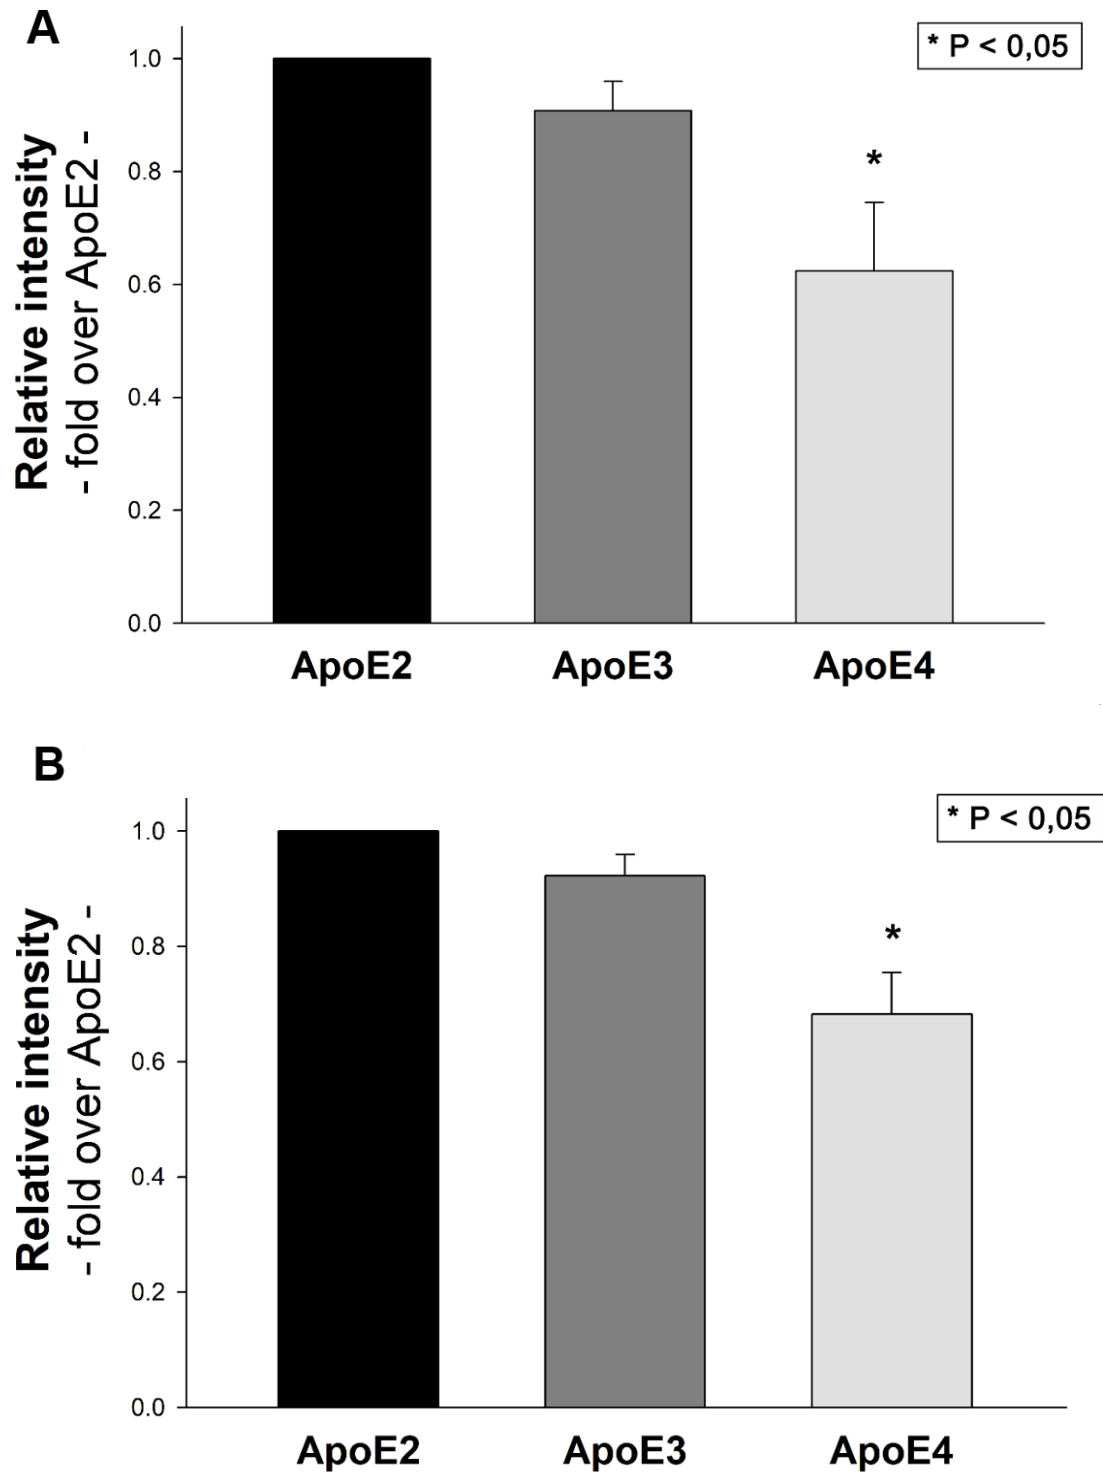 A
* P < 0,05
Relative intensity
- fold over ApoE2 -
1.0
0.8
0.6
0.4
0.2
0.0
*
ApoE2 ApoE3 ApoE4
B
* P < 0,05
Relative intensity
- fold over ApoE2 -
1.0
0.8
0.6
0.4
0.2
0.0
*
ApoE2 ApoE3 ApoE4